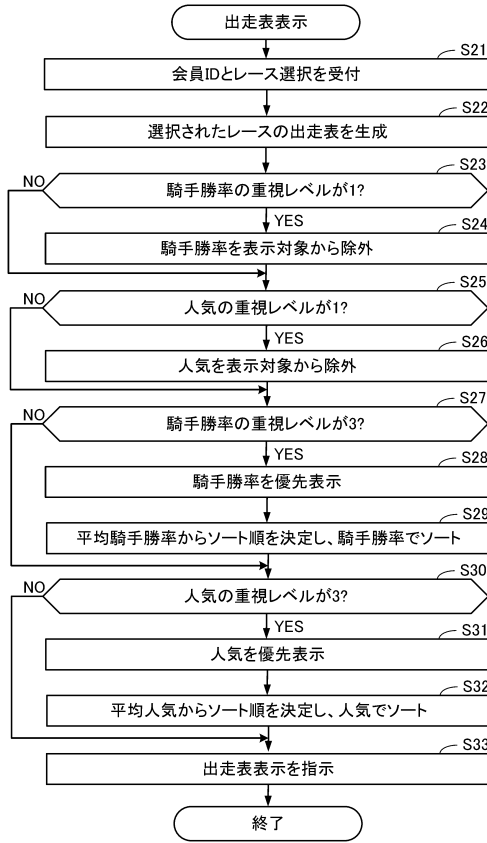 出走表表示
S21
会員IDとレース選択を受付
S22
選択されたレースの出走表を生成
S23
NO
騎手勝率の重視レベルが1?
YES
S24
騎手勝率を表示対象から除外
S25
NO
人気の重視レベルが1?
YES
S26
人気を表示対象から除外
S27
NO
騎手勝率の重視レベルが3?
YES
S28
騎手勝率を優先表示
S29
平均騎手勝率からソート順を決定し、騎手勝率でソート
S30
NO
人気の重視レベルが3?
YES
S31
人気を優先表示
S32
平均人気からソート順を決定し、人気でソート
S33
出走表表示を指示
終了